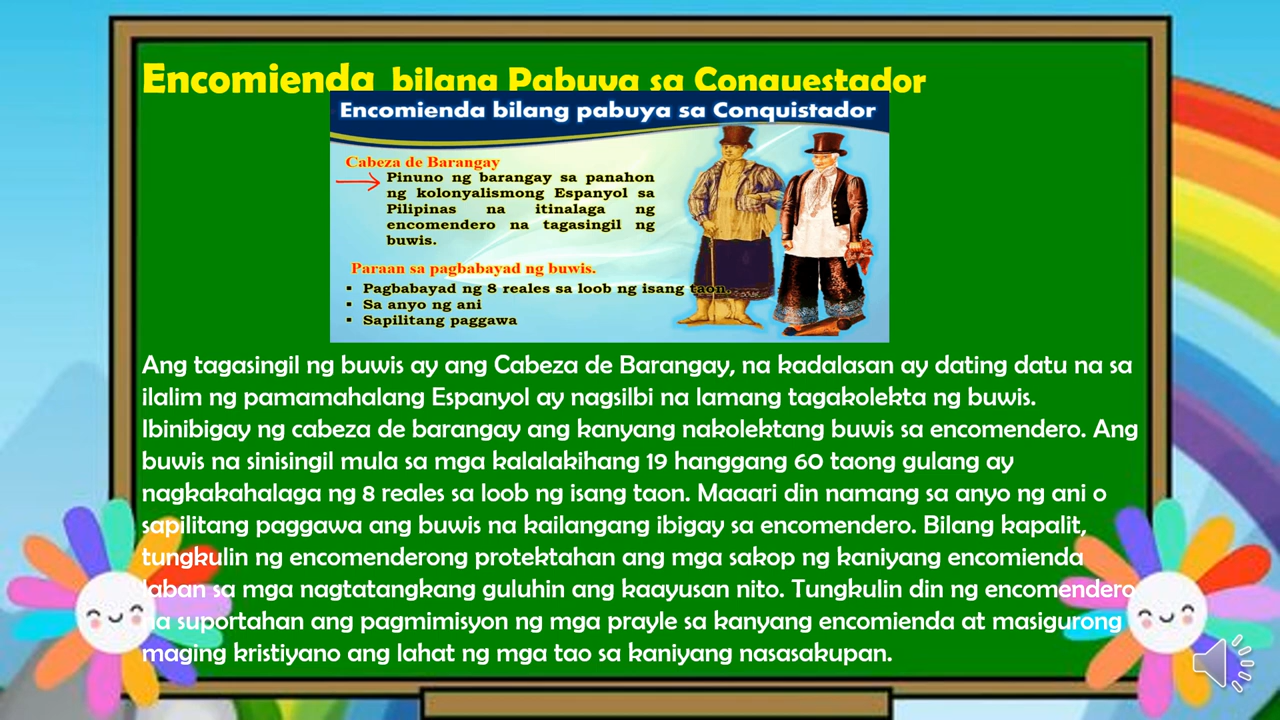 Encomienda bilang Pabuya sa Conquestador
Encomienda bilang pabuya sa Conquistador
Cabeza de Barangay
Pinuno ng barangay sa panahon
ng kolonyalismong Espanyol sa
Pilipinas na itinalaga ng
encomendero na tagasingil ng
buwis.
Paraan sa pagbabayad ng buwis.
▪ Pagbabayad ng 8 reales sa loob ng isang taon.
▪ Sa anyo ng ani
▪ Sapilitang paggawa
Ang tagasingil ng buwis ay ang Cabeza de Barangay, na kadalasan ay dating datu na sa
ilalim ng pamamahalang Espanyol ay nagsilbi na lamang tagakolekta ng buwis.
Ibinibigay ng cabeza de barangay ang kanyang nakolektang buwis sa encomendero. Ang
buwis na sinisingil mula sa mga kalalakihang 19 hanggang 60 taong gulang ay
nagkakahalaga ng 8 reales sa loob ng isang taon. Maaari din namang sa anyo ng ani o
sapilitang paggawa ang buwis na kailangang ibigay sa encomendero. Bilang kapalit,
tungkulin ng encomenderong protektahan ang mga sakop ng kaniyang encomienda
laban sa mga nagtatangkang guluhin ang kaayusan nito. Tungkulin din ng encomendero
na suportahan ang pagmimisyon ng mga prayle sa kanyang encomienda at masigurong
maging kristiyano ang lahat ng mga tao sa kaniyang nasasakupan.